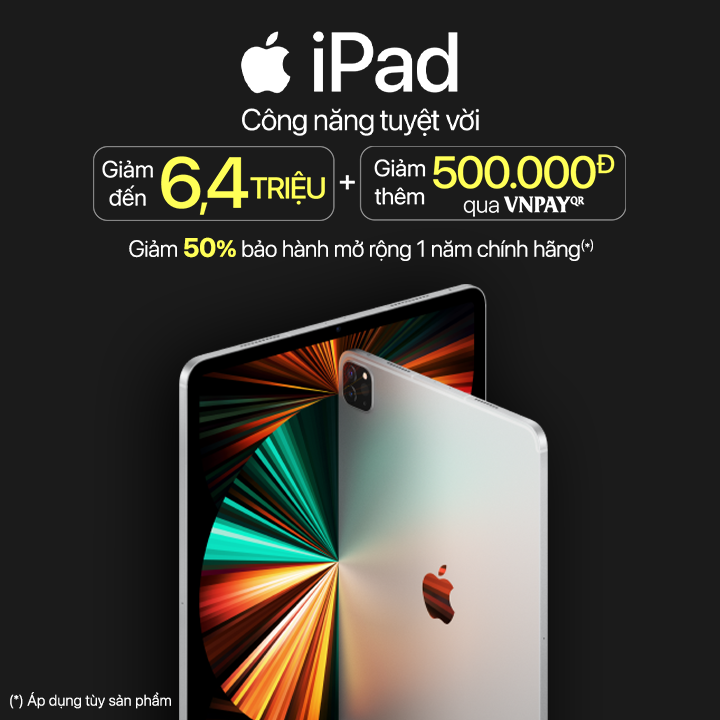 iPad
Công năng tuyệt vời
Giảm đến 6,4 TRIỆU + Giảm thêm 500.000Đ qua VNPAYQR
Giảm 50% bảo hành mở rộng 1 năm chính hãng(*)
(*) Áp dụng tùy sản phẩm